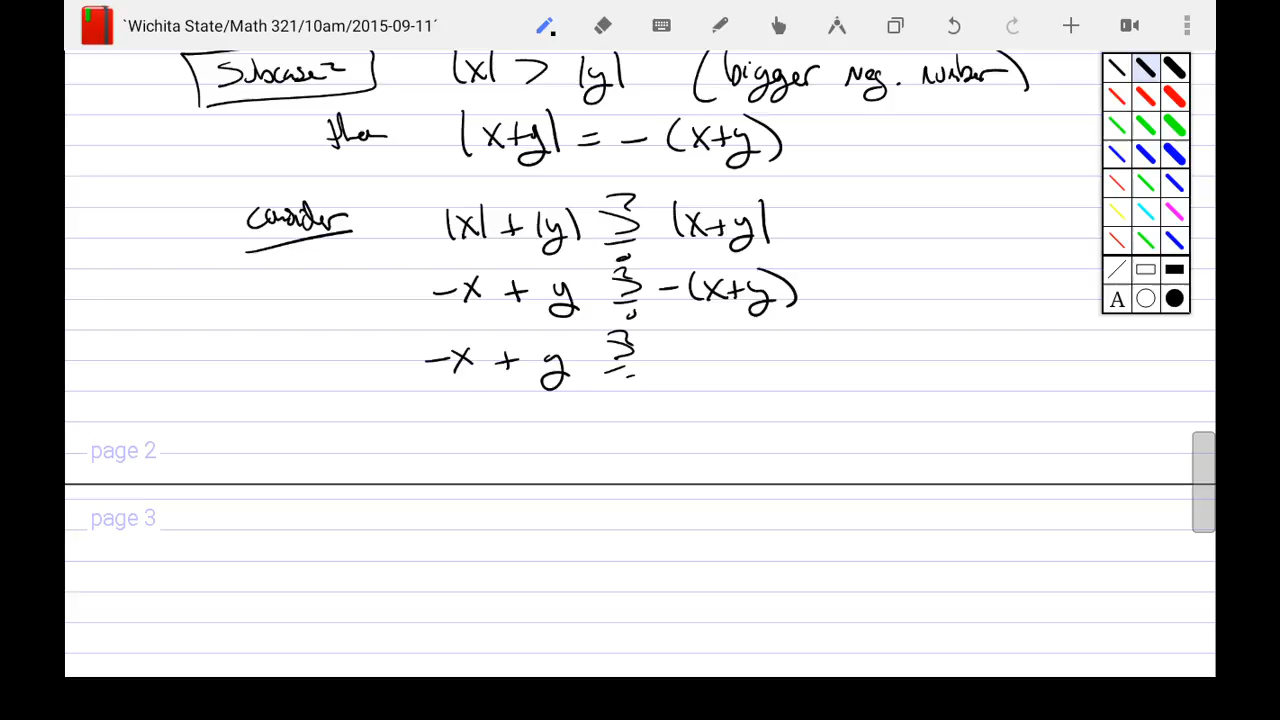 `Wichita State/Math 321/10am/2015-09-11`
Subcase 2 |x| > |y| (bigger neg. number)
then |x+y| = - (x+y)
consider |x| + |y| ≥? |x+y|
-x + y ≥? -(x+y)
-x + y ≥?
page 2
page 3
A